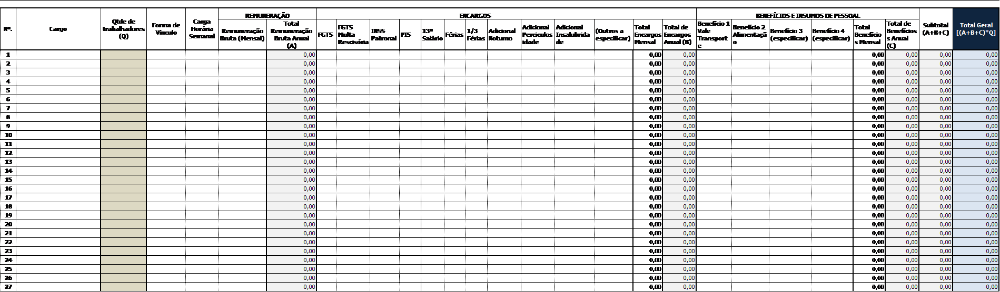 REMUNERAÇÃO ENCARGOS BENEFÍCIOS E INSUMOS DE PESSOAL
Nº. Cargo Qtde de trabalhadores (Q) Forma de Vínculo Carga Horária Semanal Remuneração Bruta (Mensal) Total Remuneração Bruta Anual (A) FGTS FGTS Multa Rescisória INSS Patronal PIS 13º Salário Férias 1/3 Férias Adicional Noturno Adicional Periculosidade Adicional Insalubridade (Outros a especificar) Total Encargos Mensal Total de Encargos Anual (B) Benefício 1 Vale Transporte Benefício 2 Alimentação Benefício 3 (especificar) Benefício 4 (especificar) Total Benefícios Mensal Total de Benefícios Anual (C) Subtotal (A+B+C) Total Geral [(A+B+C)*Q]
1 0,00 0,00 0,00 0,00 0,00 0,00 0,00
2 0,00 0,00 0,00 0,00 0,00 0,00 0,00
3 0,00 0,00 0,00 0,00 0,00 0,00 0,00
4 0,00 0,00 0,00 0,00 0,00 0,00 0,00
5 0,00 0,00 0,00 0,00 0,00 0,00 0,00
6 0,00 0,00 0,00 0,00 0,00 0,00 0,00
7 0,00 0,00 0,00 0,00 0,00 0,00 0,00
8 0,00 0,00 0,00 0,00 0,00 0,00 0,00
9 0,00 0,00 0,00 0,00 0,00 0,00 0,00
10 0,00 0,00 0,00 0,00 0,00 0,00 0,00
11 0,00 0,00 0,00 0,00 0,00 0,00 0,00
12 0,00 0,00 0,00 0,00 0,00 0,00 0,00
13 0,00 0,00 0,00 0,00 0,00 0,00 0,00
14 0,00 0,00 0,00 0,00 0,00 0,00 0,00
15 0,00 0,00 0,00 0,00 0,00 0,00 0,00
16 0,00 0,00 0,00 0,00 0,00 0,00 0,00
17 0,00 0,00 0,00 0,00 0,00 0,00 0,00
18 0,00 0,00 0,00 0,00 0,00 0,00 0,00
19 0,00 0,00 0,00 0,00 0,00 0,00 0,00
20 0,00 0,00 0,00 0,00 0,00 0,00 0,00
21 0,00 0,00 0,00 0,00 0,00 0,00 0,00
22 0,00 0,00 0,00 0,00 0,00 0,00 0,00
23 0,00 0,00 0,00 0,00 0,00 0,00 0,00
24 0,00 0,00 0,00 0,00 0,00 0,00 0,00
25 0,00 0,00 0,00 0,00 0,00 0,00 0,00
26 0,00 0,00 0,00 0,00 0,00 0,00 0,00
27 0,00 0,00 0,00 0,00 0,00 0,00 0,00